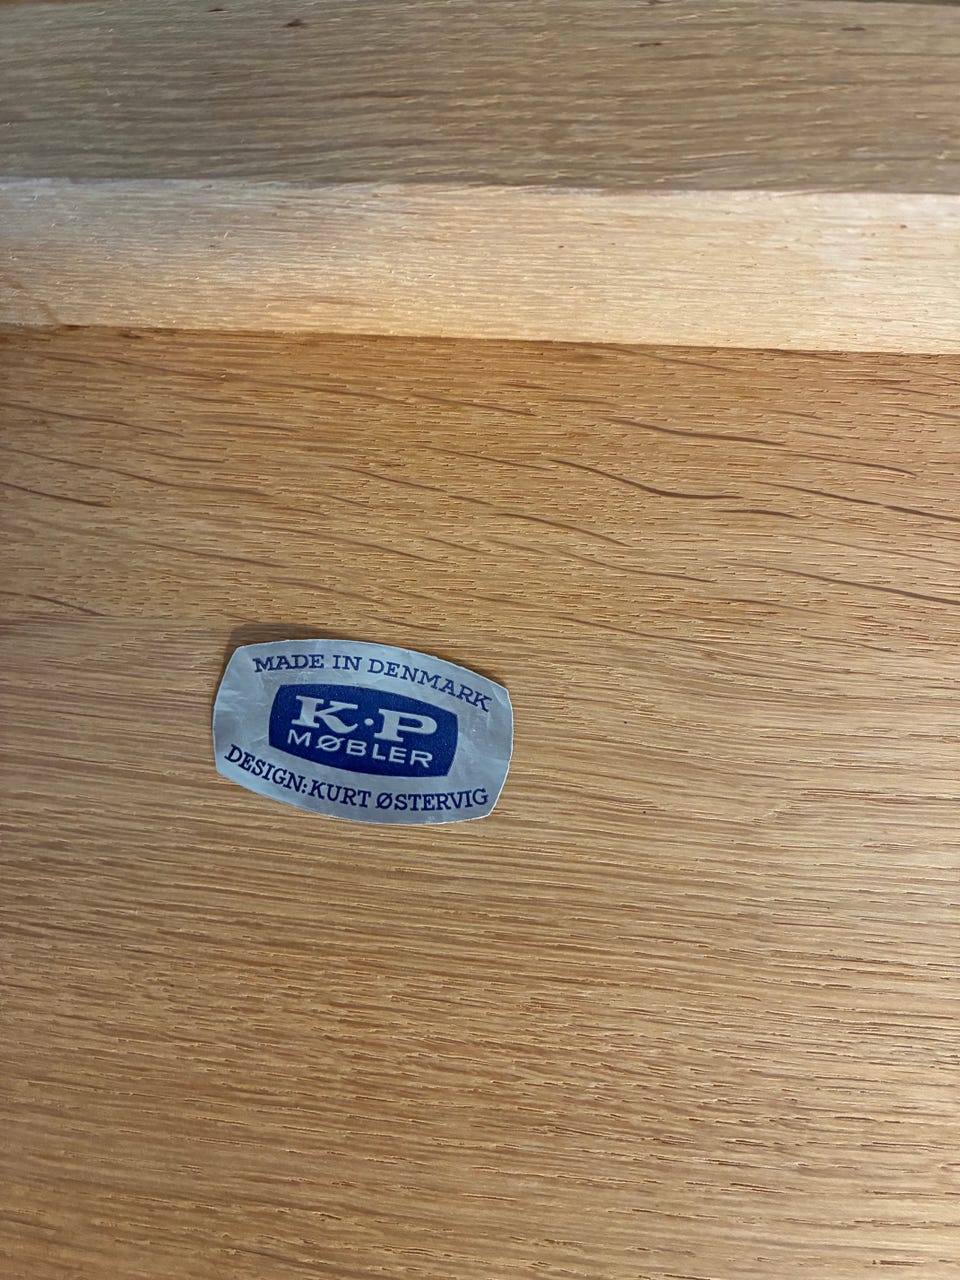 MADE IN DENMARK
K·P
MØBLER
DESIGN: KURT ØSTERVIG